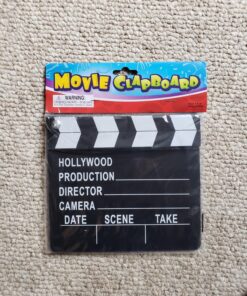 MOVIE CLAPBOARD
WARNING:
HOLLYWOOD
PRODUCTION
DIRECTOR
CAMERA
DATE SCENE TAKE